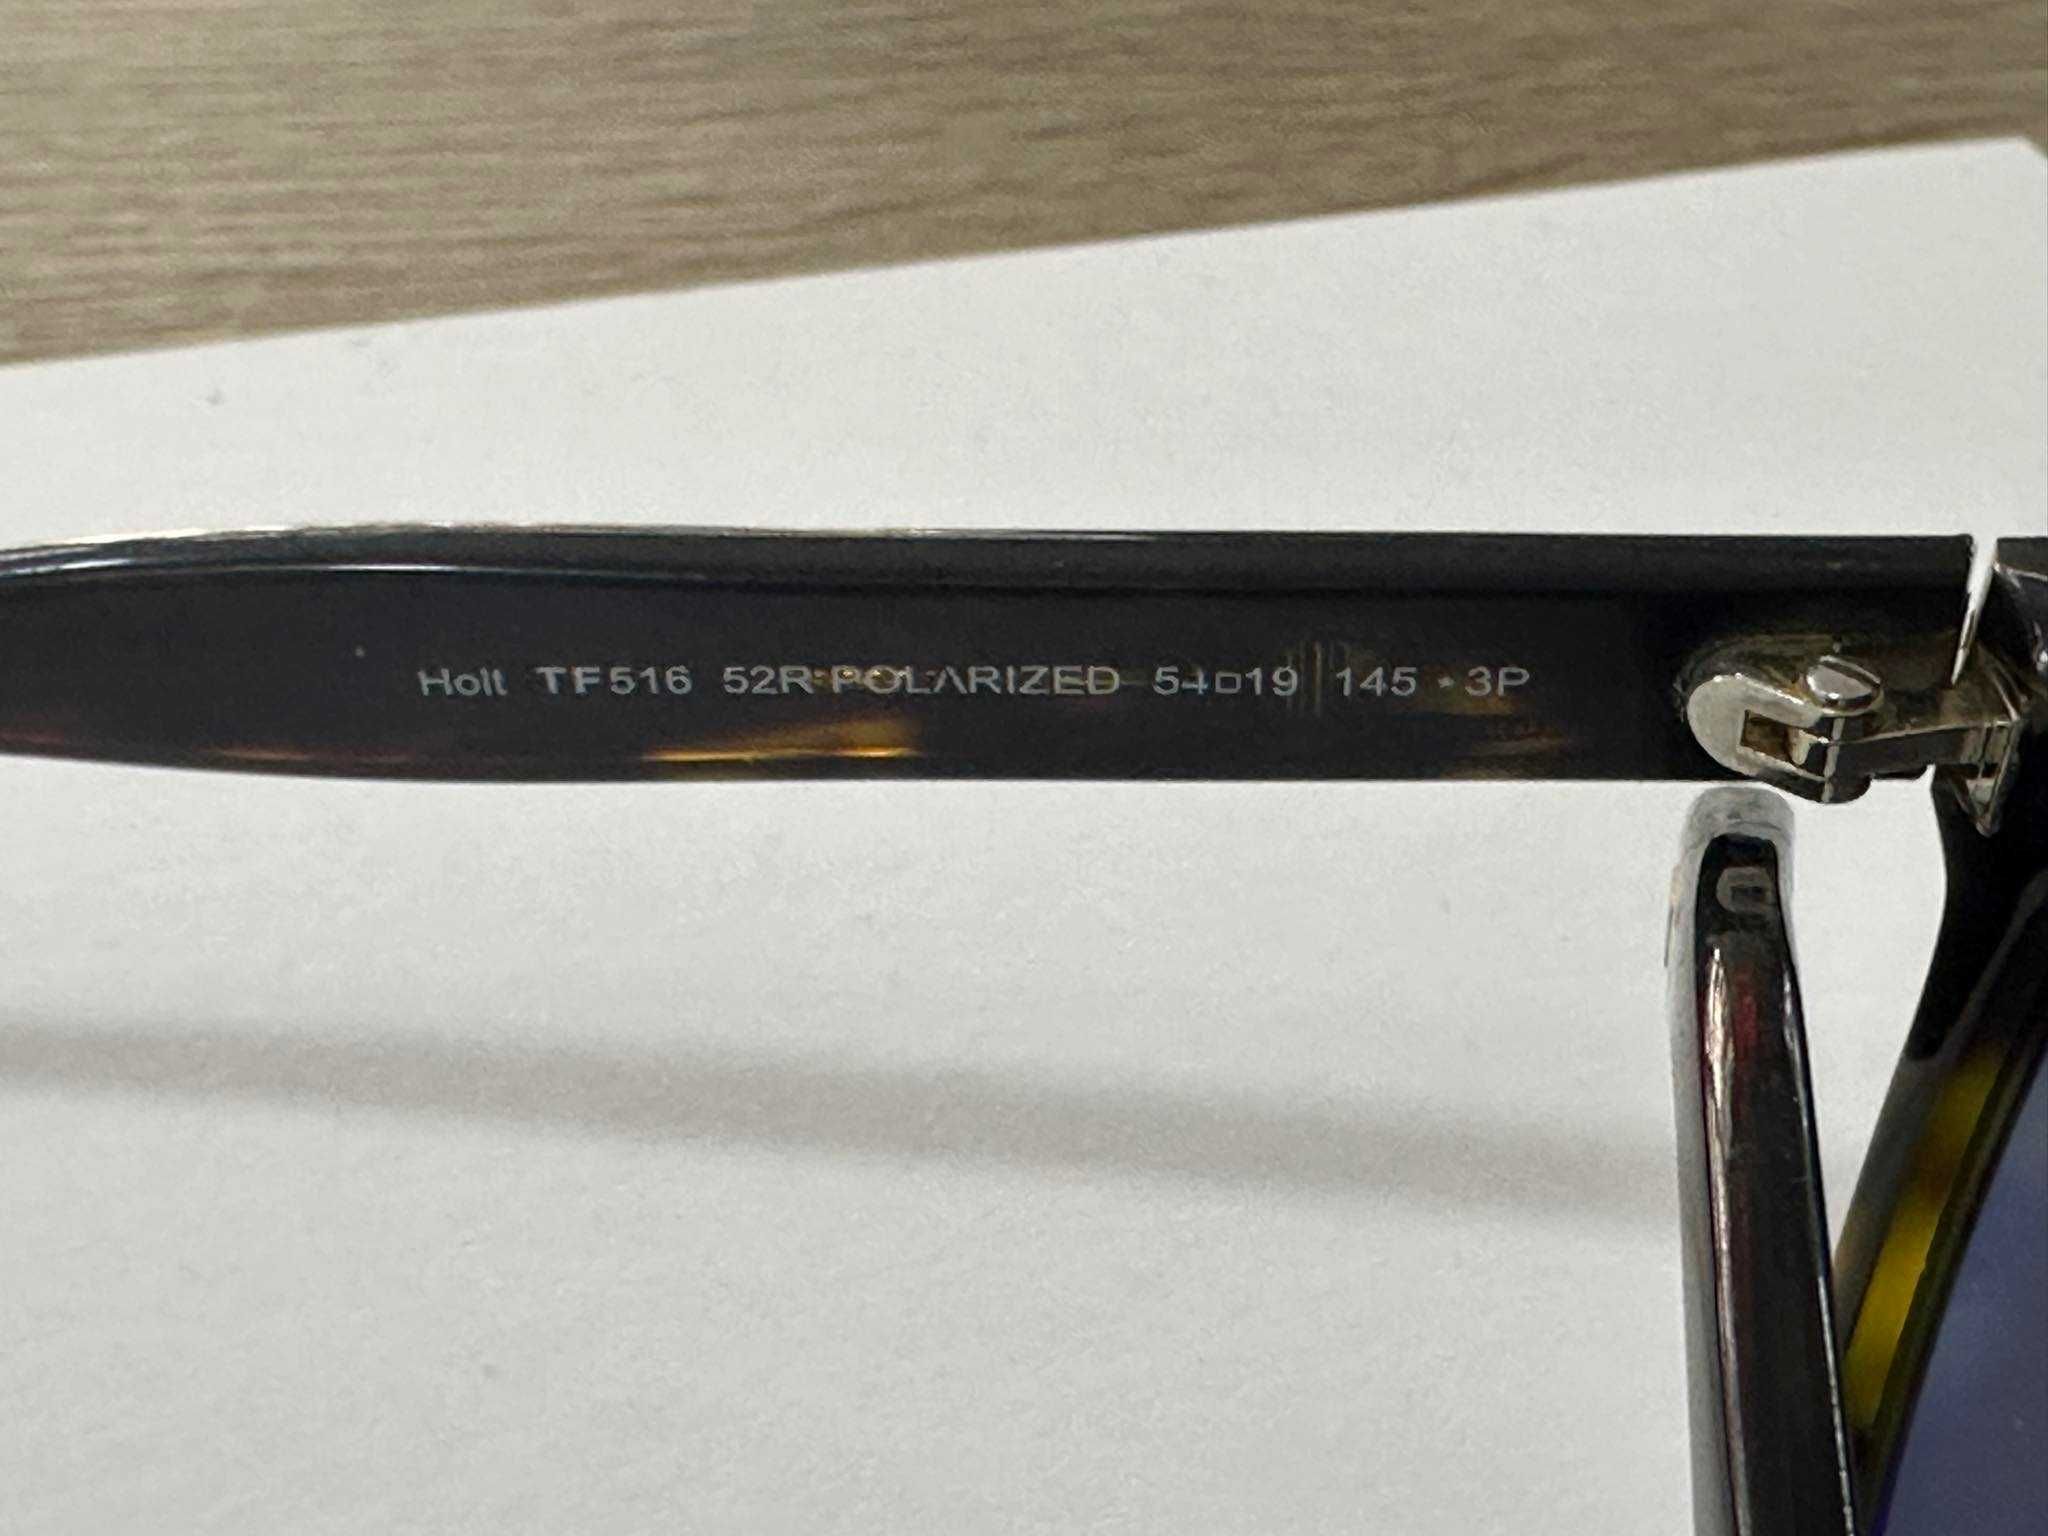 Holt TF516 52R POLARIZED 54□19 145 *3P